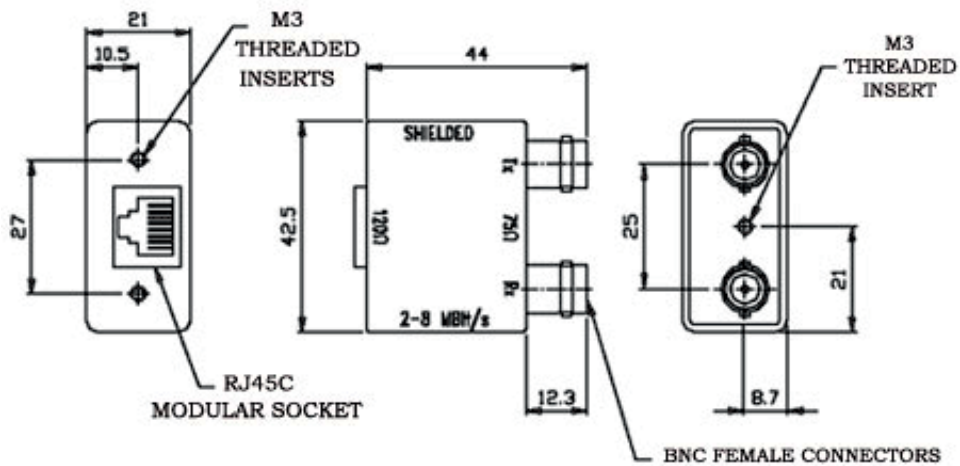 21
10.5
M3
THREADED
INSERTS
27
RJ45C
MODULAR SOCKET
44
42.5
SHIELDED
Tx
120Ω
75Ω
Rx
2-8 MBH/s
12.3
BNC FEMALE CONNECTORS
M3
THREADED
INSERT
25
21
8.7